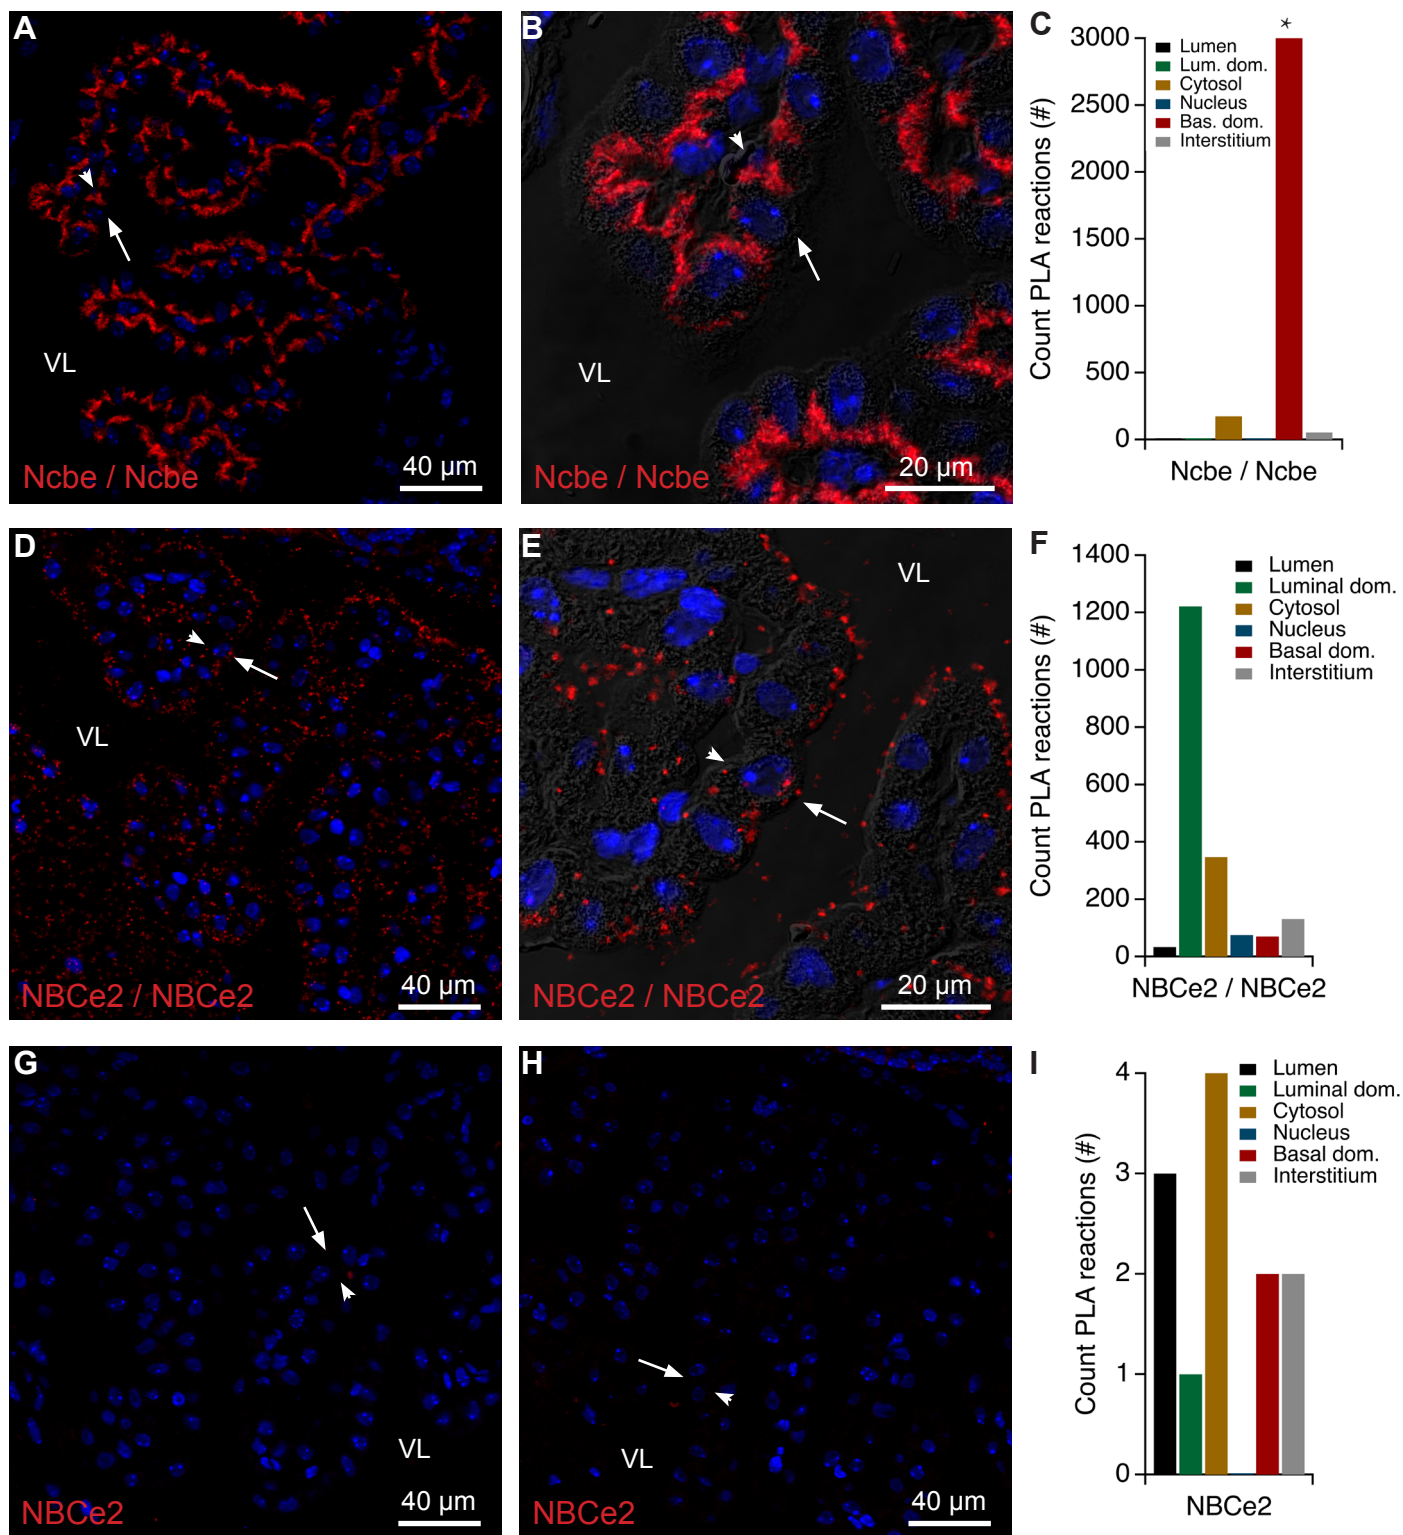 A
VL
Ncbe / Ncbe
40 µm
B
VL
Ncbe / Ncbe
20 µm
C
*
3000
2500
2000
1500
1000
500
0
Count PLA reactions (#)
Lumen
Lum. dom.
Cytosol
Nucleus
Bas. dom.
Interstitium
Ncbe / Ncbe
D
VL
NBCe2 / NBCe2
40 µm
E
VL
NBCe2 / NBCe2
20 µm
F
1400
1200
1000
800
600
400
200
0
Count PLA reactions (#)
Lumen
Luminal dom.
Cytosol
Nucleus
Basal dom.
Interstitium
NBCe2 / NBCe2
G
VL
NBCe2
40 µm
H
VL
40 µm
I
4
3
2
1
0
Count PLA reactions (#)
Lumen
Luminal dom.
Cytosol
Nucleus
Basal dom.
Interstitium
NBCe2